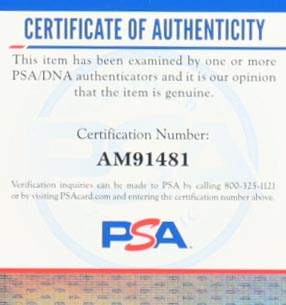 CERTIFICATE OF AUTHENTICITY
This item has been examined by one or more
PSA/DNA authenticators and it is our opinion
that the item is genuine.
Certification Number:
AM91481
Verification inquiries can be made to PSA by calling 800-325-1121
or by visiting PSAcard.com and entering the certification number above.
PSA